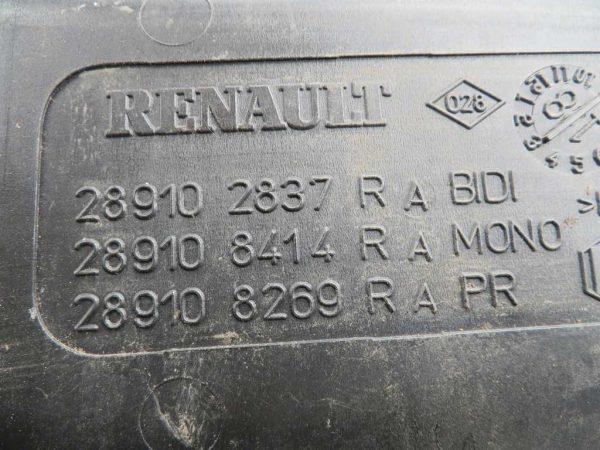 RENAULT
028
28910 2837 R A BIDI
28910 8414 R A MONO
28910 8269 R A PR